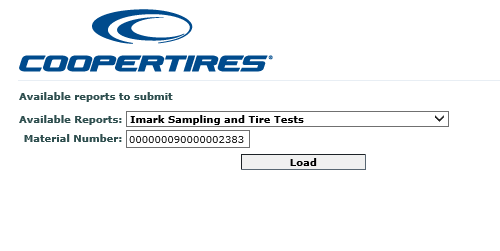 COOPERTIRES®
Available reports to submit
Available Reports: Imark Sampling and Tire Tests
Material Number: 000000090000002383
Load